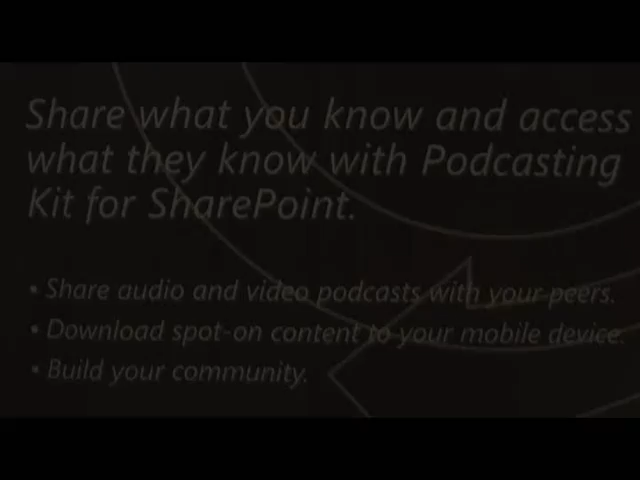 Share what you know and access
what they know with Podcasting
Kit for SharePoint.
• Share audio and video podcasts with your peers.
• Download spot-on content to your mobile device.
• Build your community.